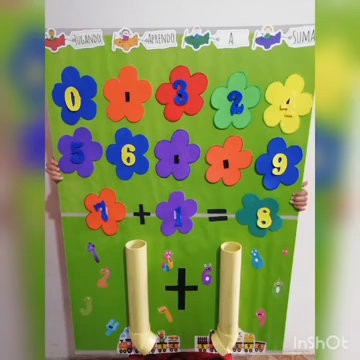 JUGANDO APRENDO A SUMA
0 3 2 4
5 6 9
7 + 1 = 8
+
InShOt